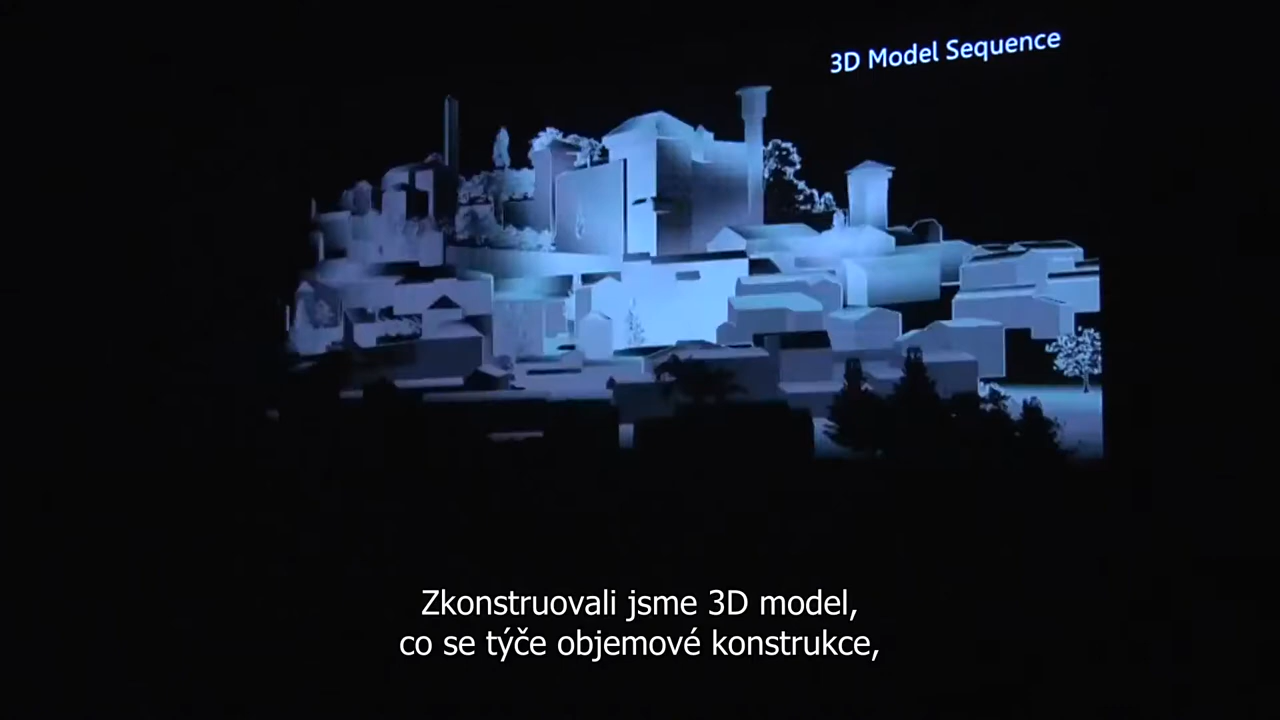 3D Model Sequence
Zkonstruovali jsme 3D model,
co se týče objemové konstrukce,